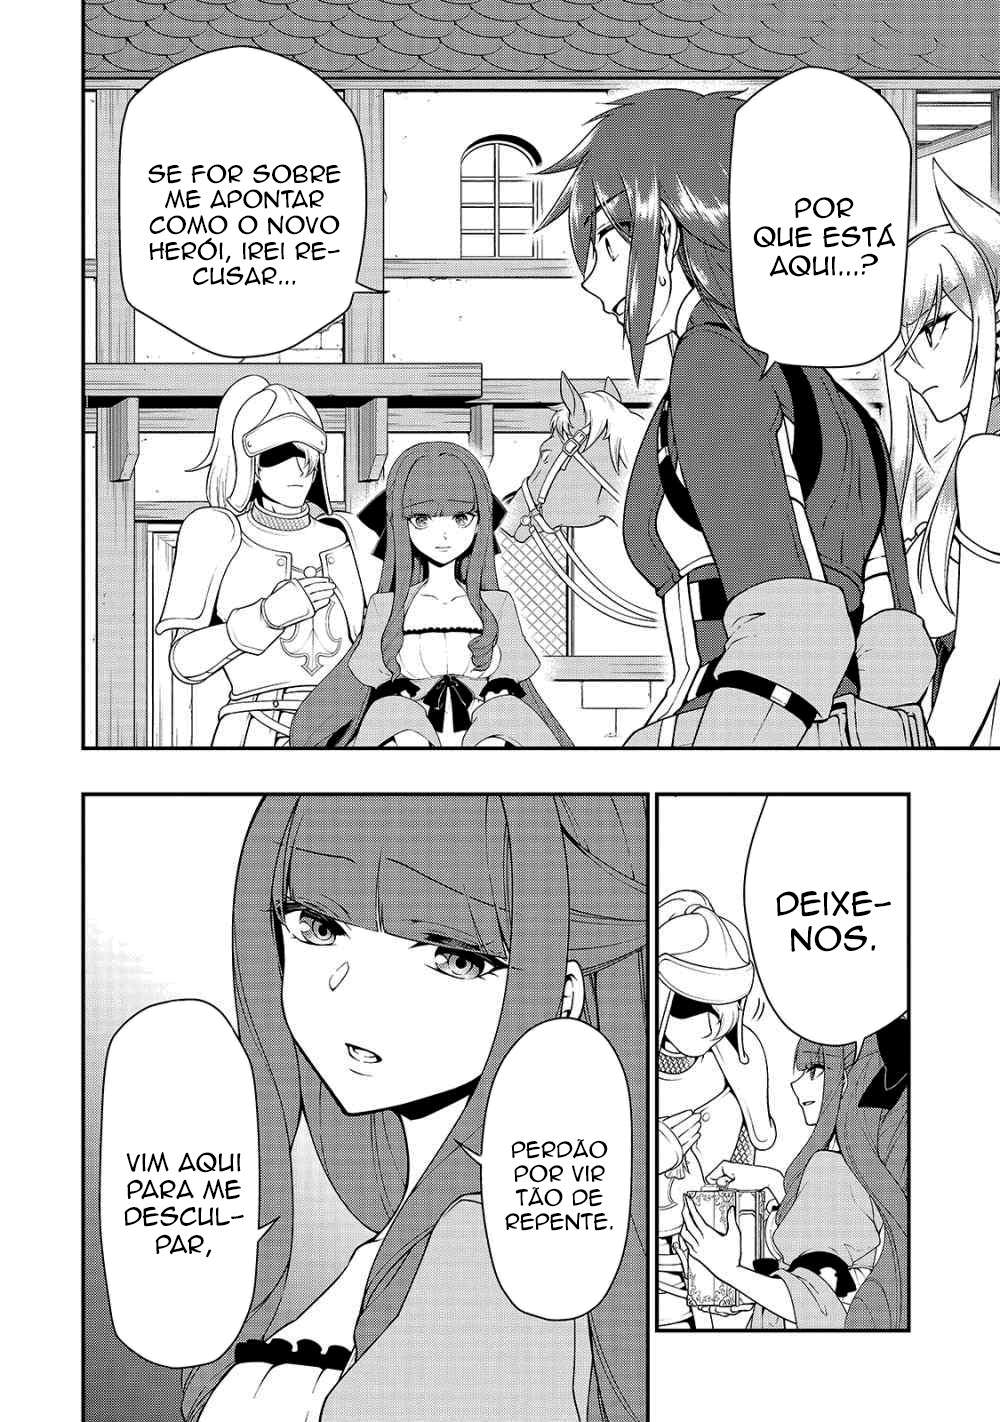 POR
QUE ESTÁ
AQUI...?
SE FOR SOBRE
ME APONTAR
COMO O NOVO
HERÓI, IREI RE-
CUSAR...
DEIXE-
NOS.
PERDÃO
POR VIR
TÃO DE
REPENTE.
VIM AQUI
PARA ME
DESCUL-
PAR,